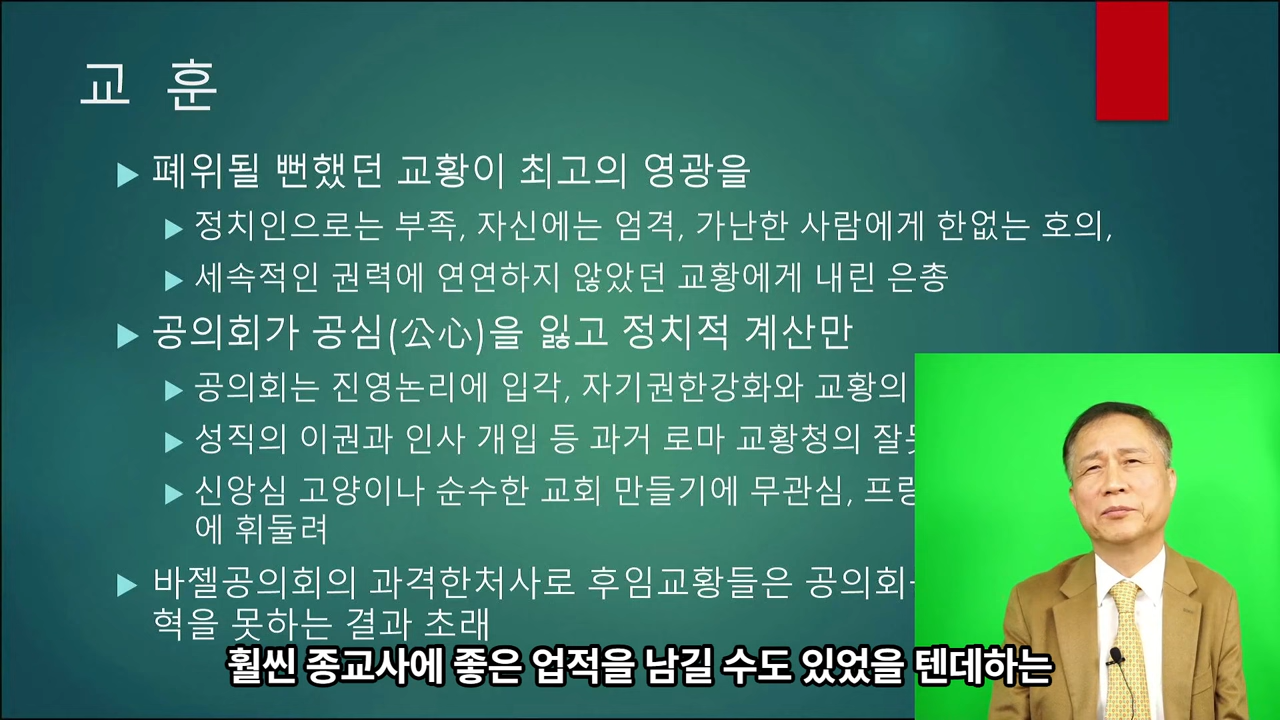 교 훈
▶ 폐위될 뻔했던 교황이 최고의 영광을
▶ 정치인으로는 부족, 자신에는 엄격, 가난한 사람에게 한없는 호의,
▶ 세속적인 권력에 연연하지 않았던 교황에게 내린 은총
▶ 공의회가 공심(公心)을 잃고 정치적 계산만
▶ 공의회는 진영논리에 입각, 자기권한강화와 교황의
▶ 성직의 이권과 인사 개입 등 과거 로마 교황청의
▶ 신앙심 고양이나 순수한 교회 만들기에 무관심,
에 휘둘려
▶ 바젤공의회의 과격한처사로 후임교황들은
혁을 못하는 결과 초래
훨씬 종교사에 좋은 업적을 남길 수도 있었을 텐데하는